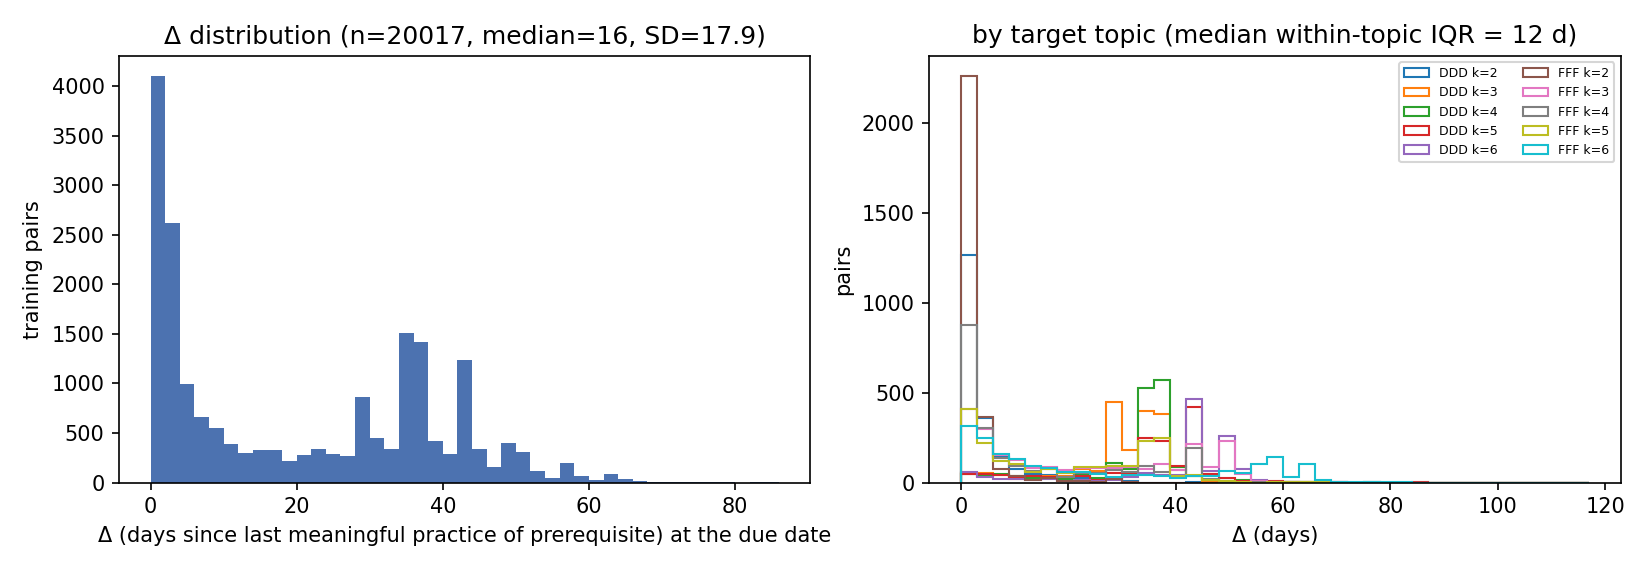 Δ distribution (n=20017, median=16, SD=17.9)
training pairs
4000
3500
3000
2500
2000
1500
1000
500
0
0 20 40 60 80
Δ (days since last meaningful practice of prerequisite) at the due date
by target topic (median within-topic IQR = 12 d)
pairs
2000
1500
1000
500
0
0 20 40 60 80 100 120
Δ (days)
DDD k=2
DDD k=3
DDD k=4
DDD k=5
DDD k=6
FFF k=2
FFF k=3
FFF k=4
FFF k=5
FFF k=6